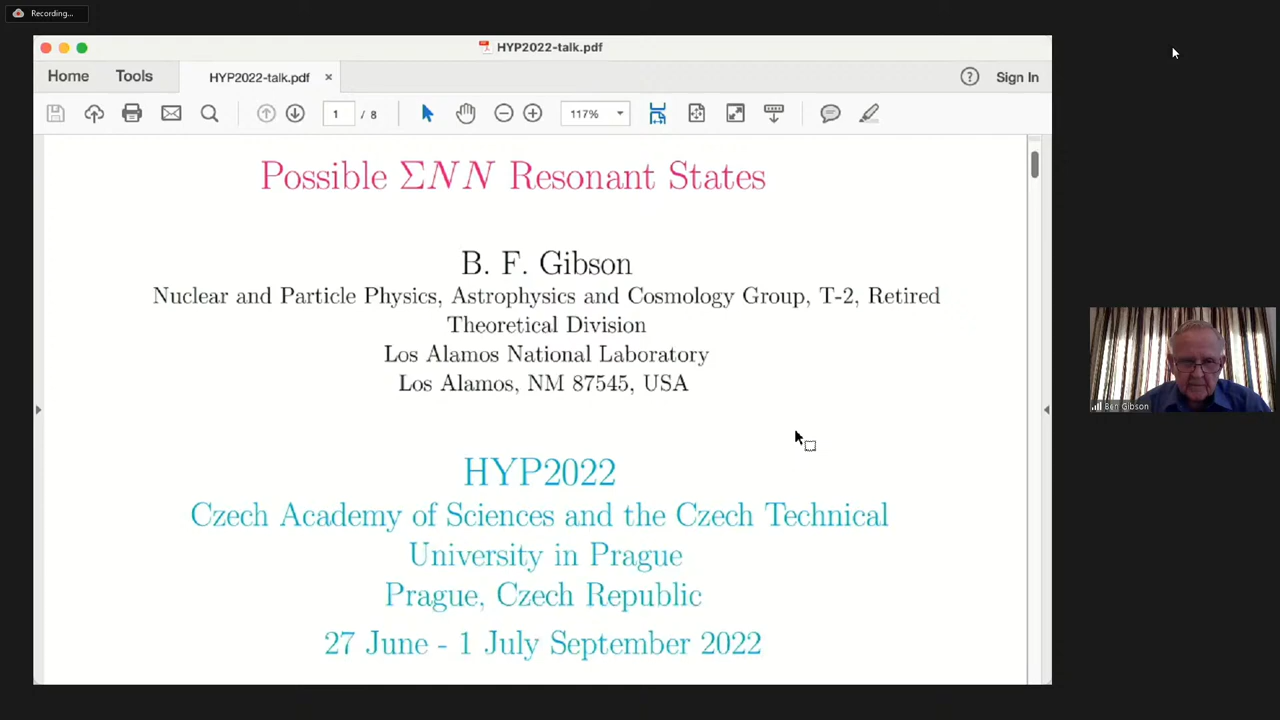 Recording...
HYP2022-talk.pdf
Home Tools HYP2022-talk.pdf × ? Sign In
1 / 8 117%
Possible ΣNN Resonant States
B. F. Gibson
Nuclear and Particle Physics, Astrophysics and Cosmology Group, T-2, Retired
Theoretical Division
Los Alamos National Laboratory
Los Alamos, NM 87545, USA
Ben Gibson
HYP2022
Czech Academy of Sciences and the Czech Technical
University in Prague
Prague, Czech Republic
27 June - 1 July September 2022